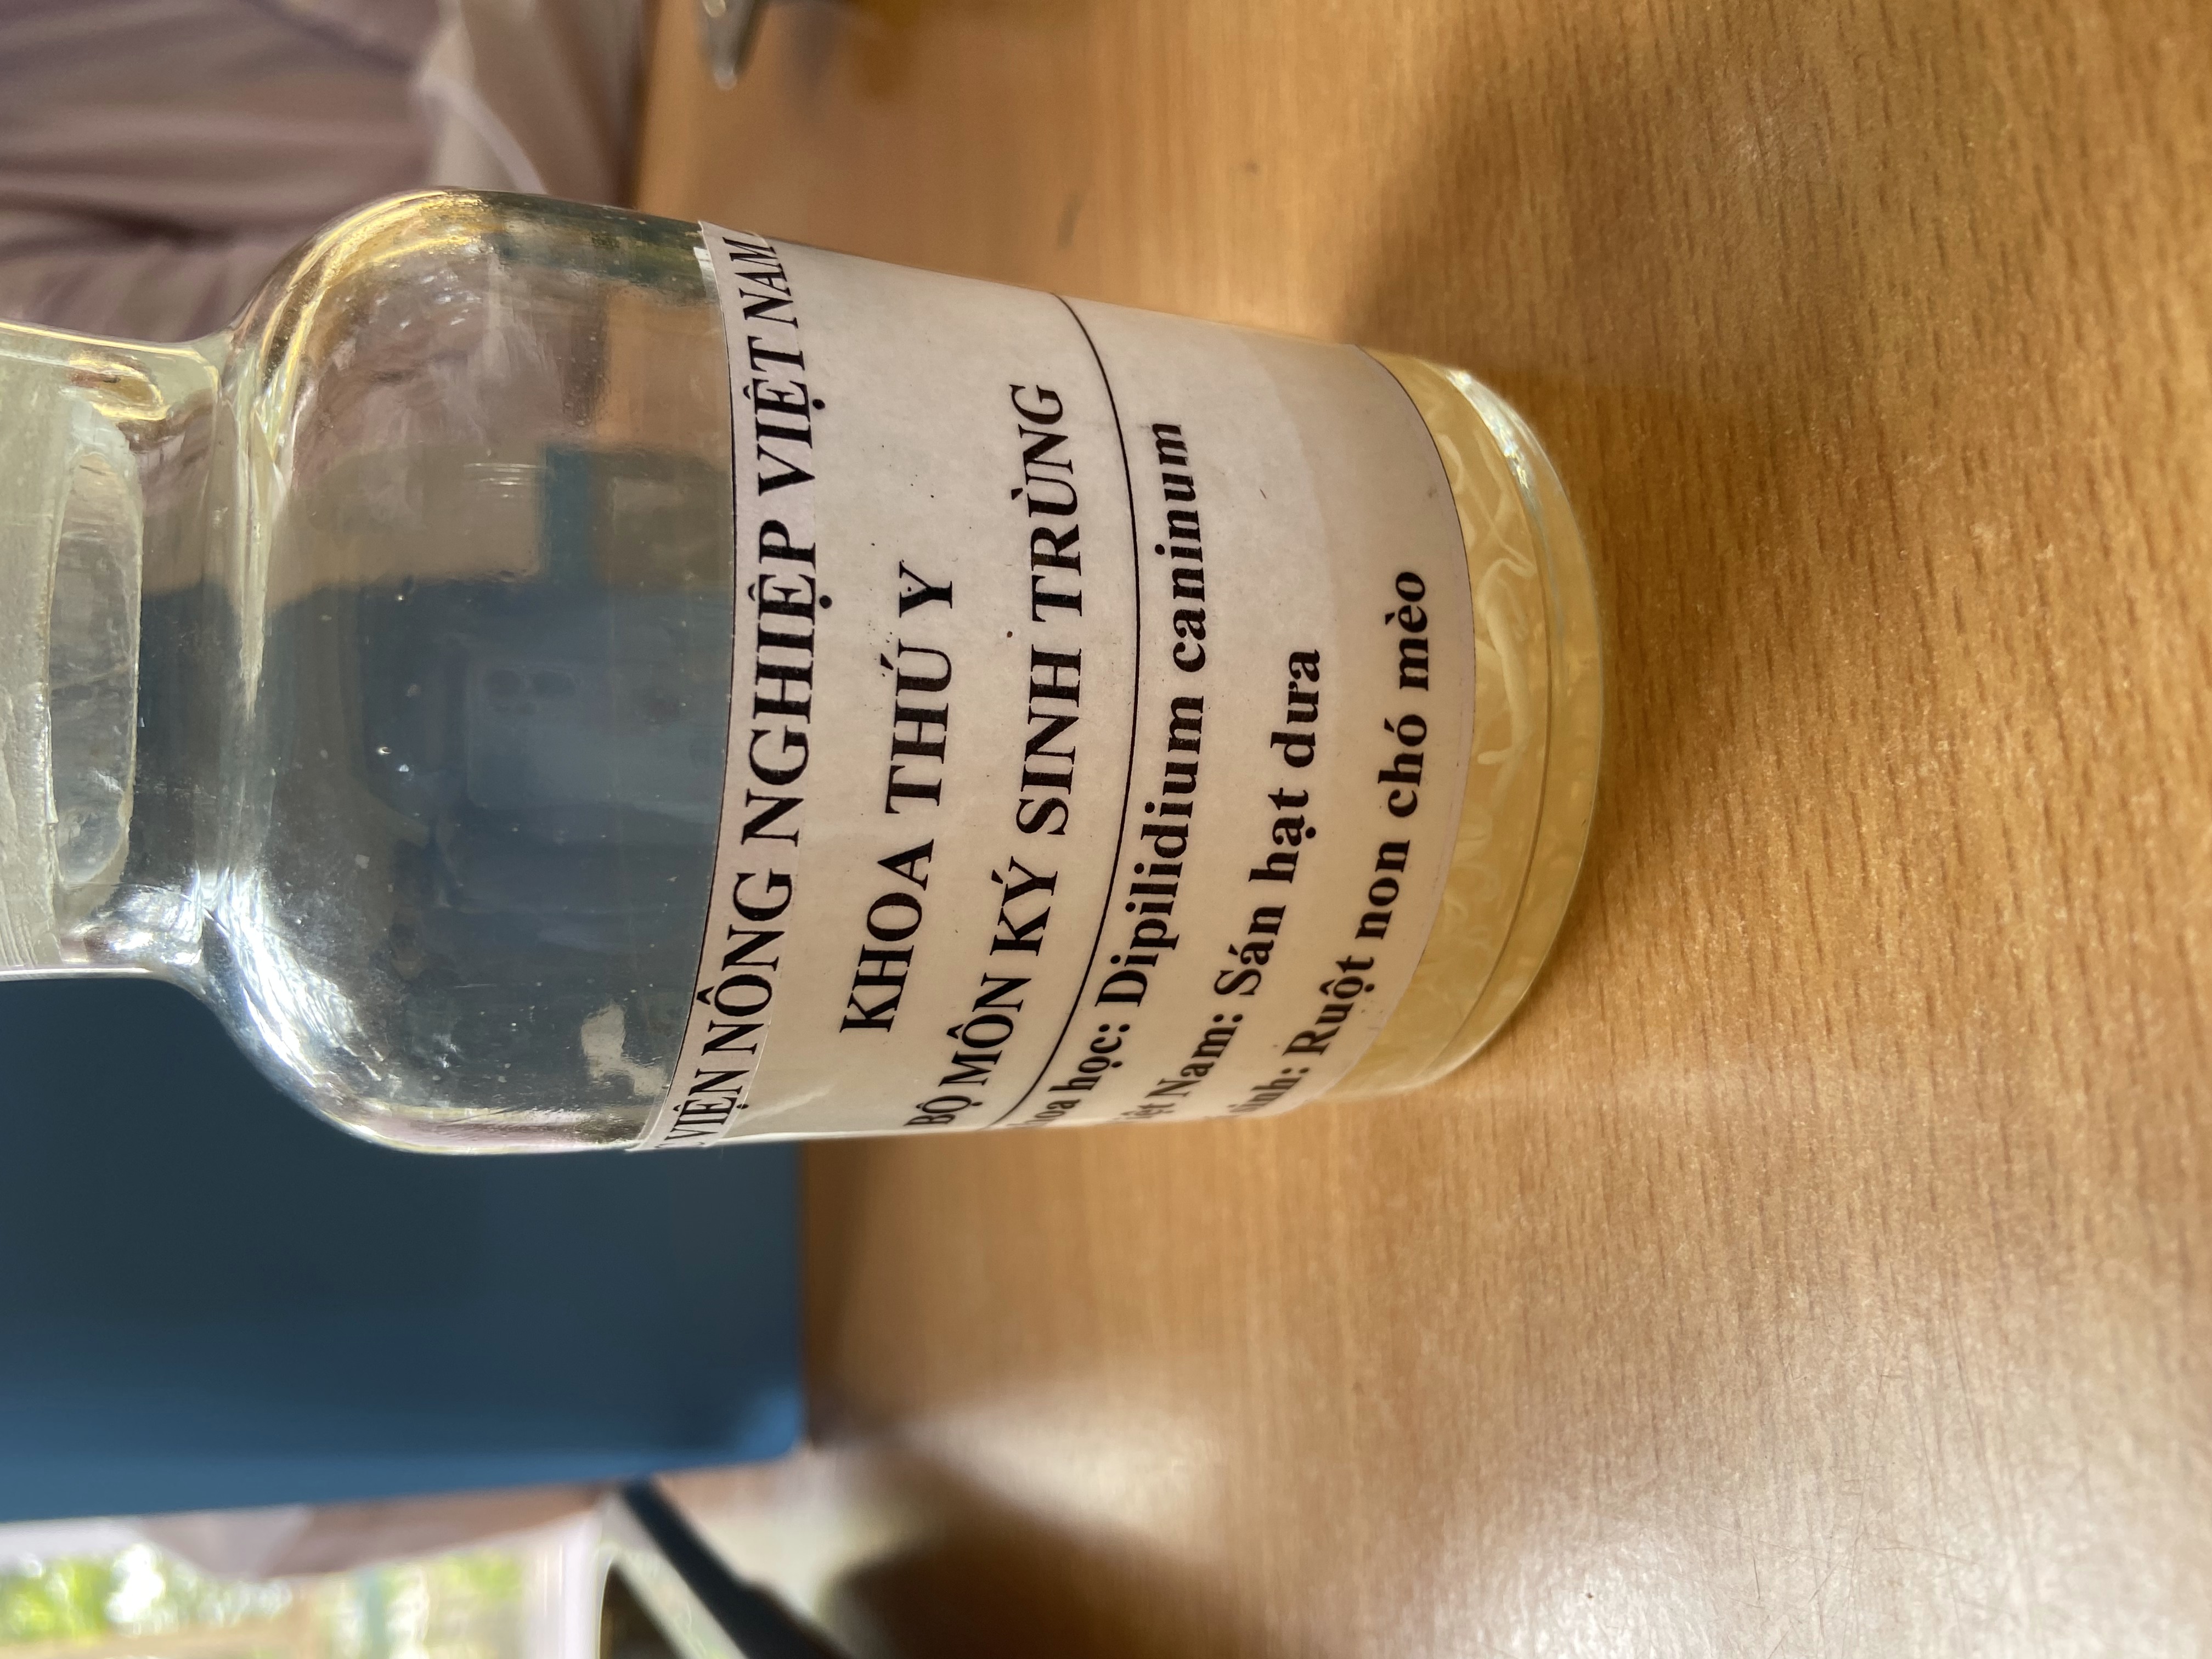 VIỆN NÔNG NGHIỆP VIỆT NAM
KHOA THÚ Y
BỘ MÔN KÝ SINH TRÙNG
học: Dipilidium caninum
Nam: Sán hạt dưa
Ruột non chó mèo